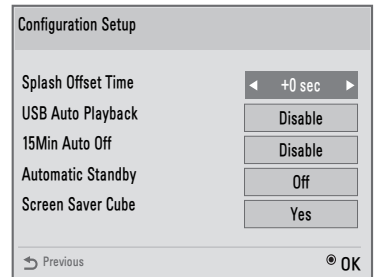 Configuration Setup
Splash Offset Time +0 sec
USB Auto Playback Disable
15Min Auto Off Disable
Automatic Standby Off
Screen Saver Cube Yes
Previous OK